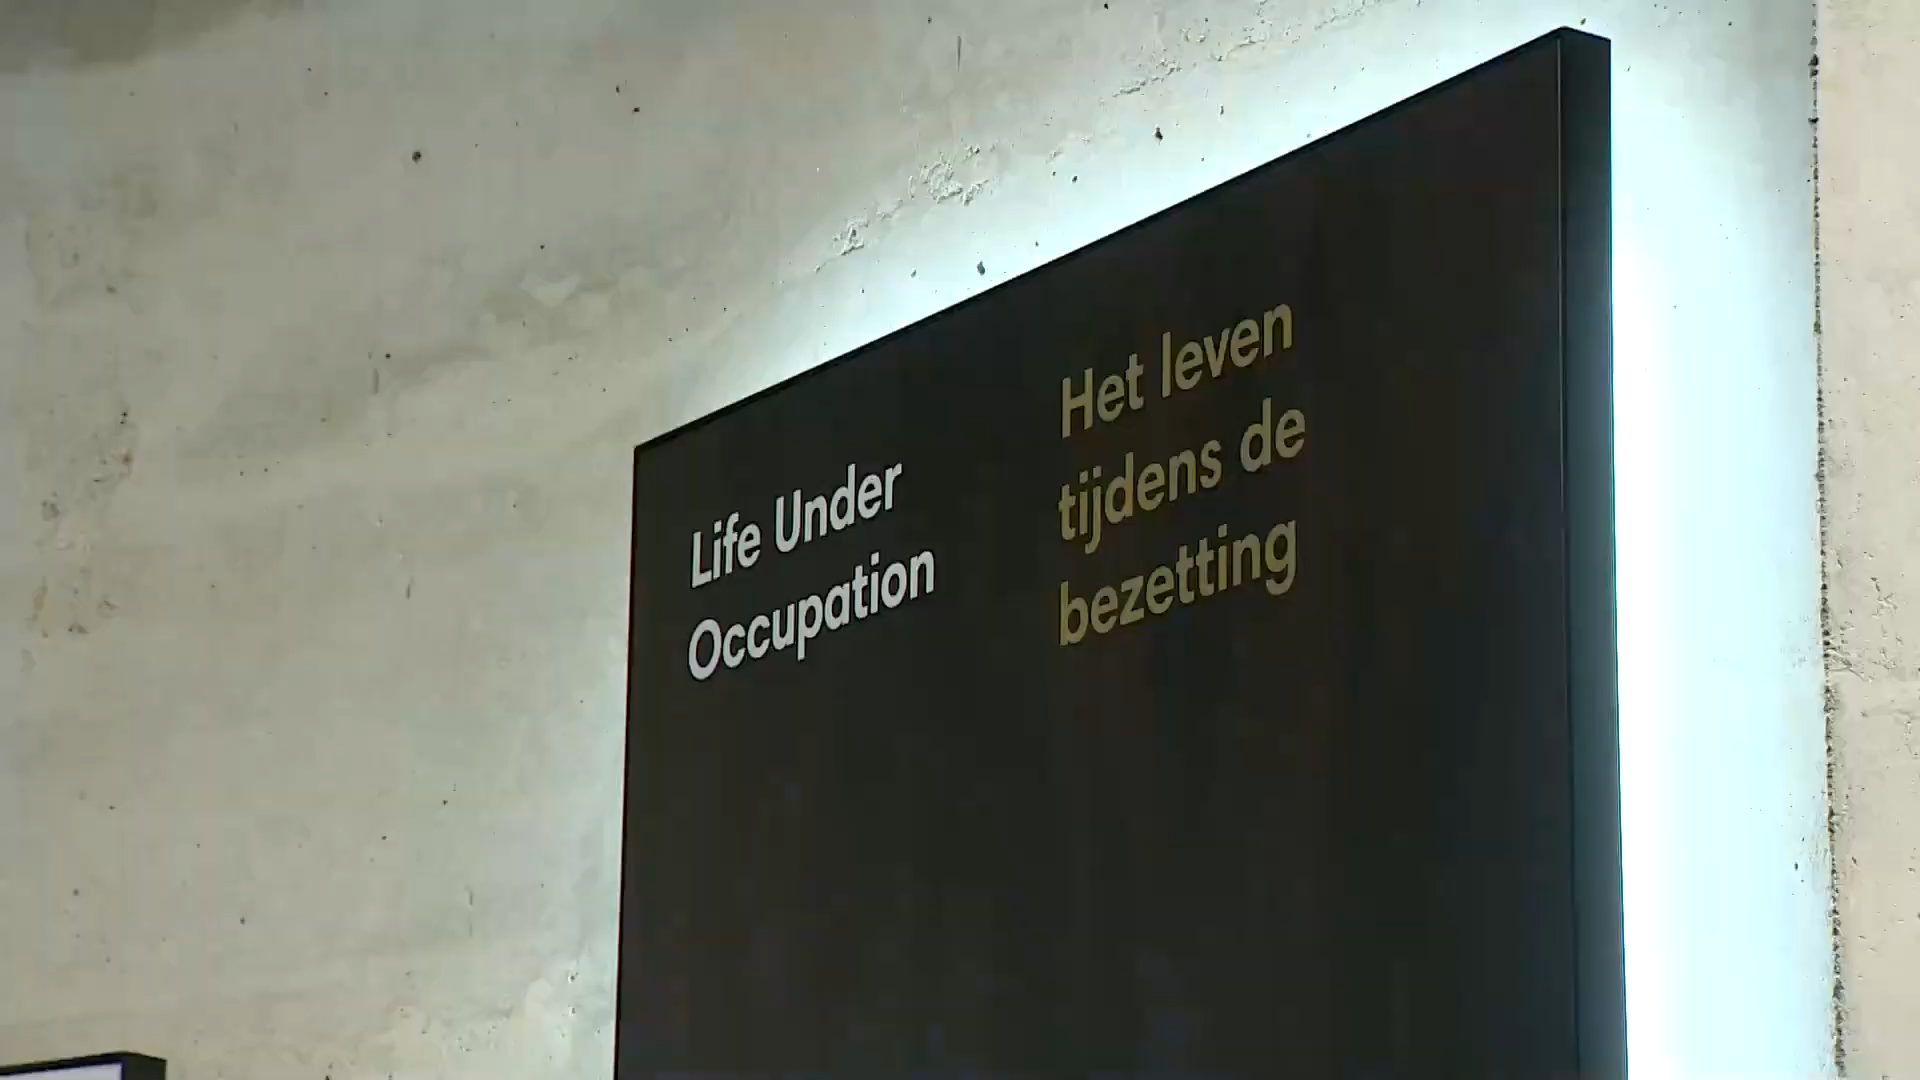 Life Under
Occupation
Het leven
tijdens de
bezetting